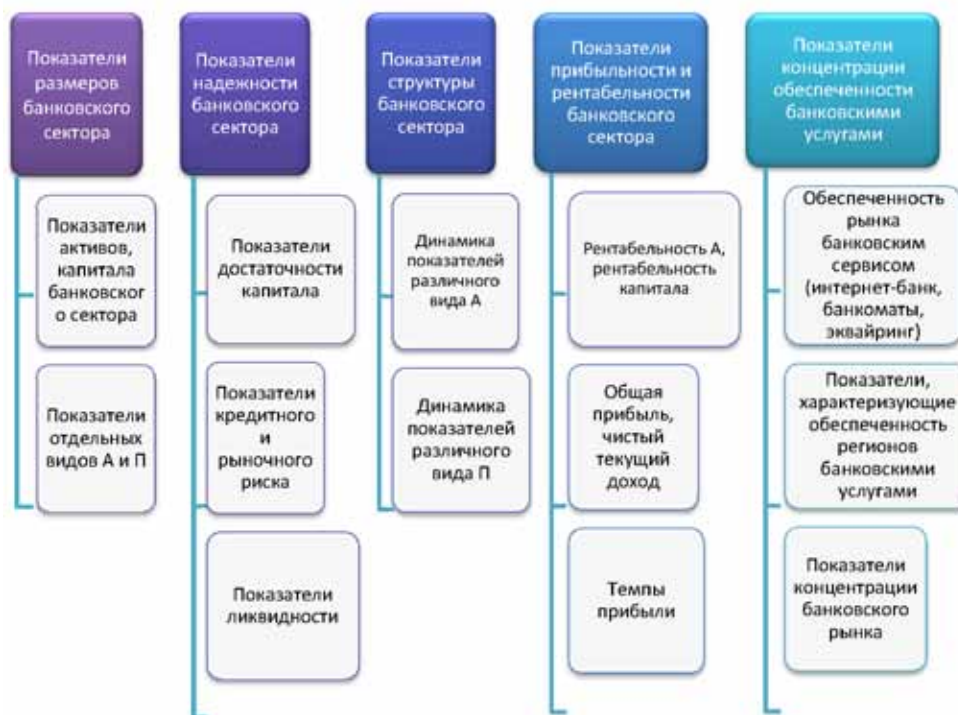 Показатели
размеров
банковского
сектора
Показатели
активов,
капитала
банковског
о сектора
Показатели
отдельных
видов А и П
Показатели
надежности
банковского
сектора
Показатели
достаточности
капитала
Показатели
кредитного
и
рыночного
риска
Показатели
ликвидности
Показатели
структуры
банковского
сектора
Динамика
показателей
различного
вида А
Динамика
показателей
различного
вида П
Показатели
прибыльности и
рентабельности
банковского
сектора
Рентабельность А,
рентабельность
капитала
Общая
прибыль,
чистый
текущий
доход
Темпы
прибыли
Показатели
концентрации
обеспеченности
банковскими
услугами
Обеспеченность
рынка
банковским
сервисом
(интернет-банк,
банкоматы,
эквайринг)
Показатели,
характеризующие
обеспеченность
регионов
банковскими
услугами
Показатели
концентрации
банковского
рынка